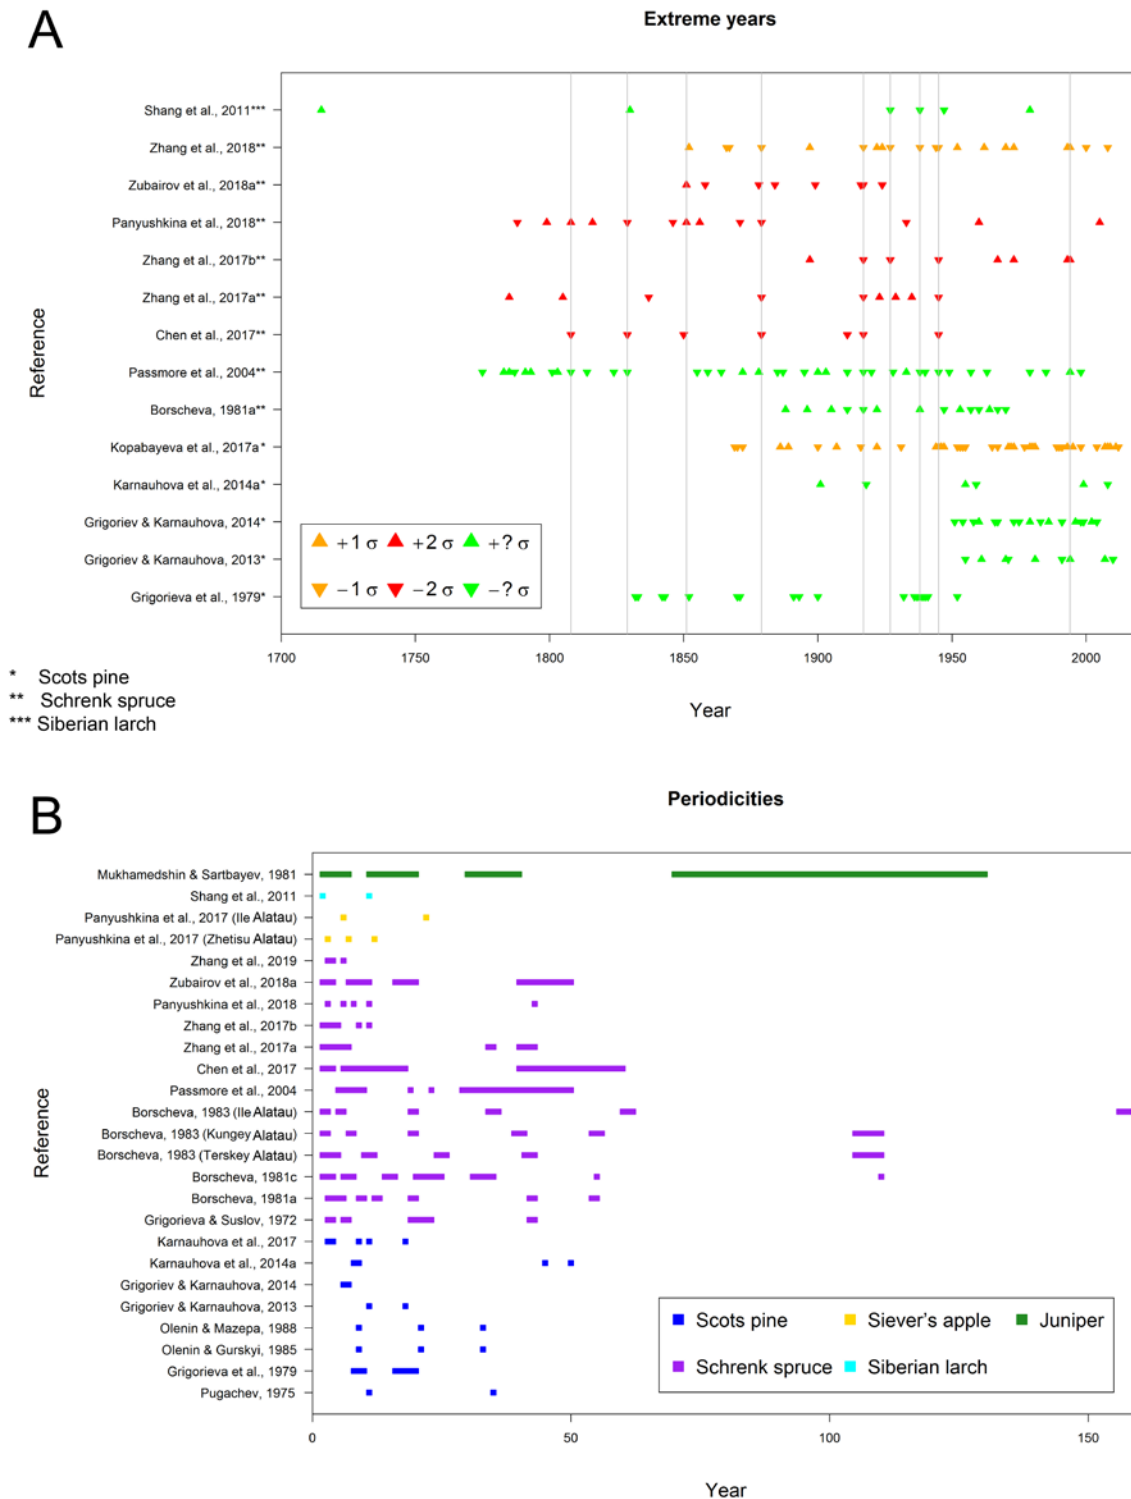 A
Extreme years
Shang et al., 2011***
Zhang et al., 2018**
Zubairov et al., 2018a**
Panyushkina et al., 2018**
Zhang et al., 2017b**
Zhang et al., 2017a**
Chen et al., 2017**
Passmore et al., 2004**
Borscheva, 1981a**
Kopabayeva et al., 2017a*
Karnauhova et al., 2014a*
Grigoriev & Karnauhova, 2014*
Grigoriev & Karnauhova, 2013*
Grigorieva et al., 1979*
Reference
+1 σ +2 σ +? σ
−1 σ −2 σ −? σ
1700 1750 1800 1850 1900 1950 2000
Year
* Scots pine
** Schrenk spruce
*** Siberian larch
B
Periodicities
Mukhamedshin & Sartbayev, 1981
Shang et al., 2011
Panyushkina et al., 2017 (Ile Alatau)
Panyushkina et al., 2017 (Zhetisu Alatau)
Zhang et al., 2019
Zubairov et al., 2018a
Panyushkina et al., 2018
Zhang et al., 2017b
Zhang et al., 2017a
Chen et al., 2017
Passmore et al., 2004
Borscheva, 1983 (Ile Alatau)
Borscheva, 1983 (Kungey Alatau)
Borscheva, 1983 (Terskey Alatau)
Borscheva, 1981c
Borscheva, 1981a
Grigorieva & Suslov, 1972
Karnauhova et al., 2017
Karnauhova et al., 2014a
Grigoriev & Karnauhova, 2014
Grigoriev & Karnauhova, 2013
Olenin & Mazepa, 1988
Olenin & Gurskyi, 1985
Grigorieva et al., 1979
Pugachev, 1975
Reference
Scots pine Siever's apple Juniper
Schrenk spruce Siberian larch
0 50 100 150
Year